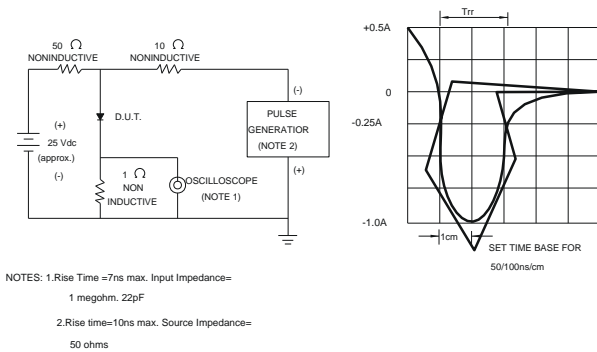 50 Ω
NONINDUCTIVE
10 Ω
NONINDUCTIVE
(+)
25 Vdc
(approx.)
(-)
D.U.T.
1 Ω
NON
INDUCTIVE
OSCILLOSCOPE
(NOTE 1)
(-)
PULSE
GENERATIOR
(NOTE 2)
(+)
Trr
+0.5A
0
-0.25A
-1.0A
1cm
SET TIME BASE FOR
50/100ns/cm
NOTES: 1.Rise Time =7ns max. Input Impedance=
1 megohm. 22pF
2.Rise time=10ns max. Source Impedance=
50 ohms